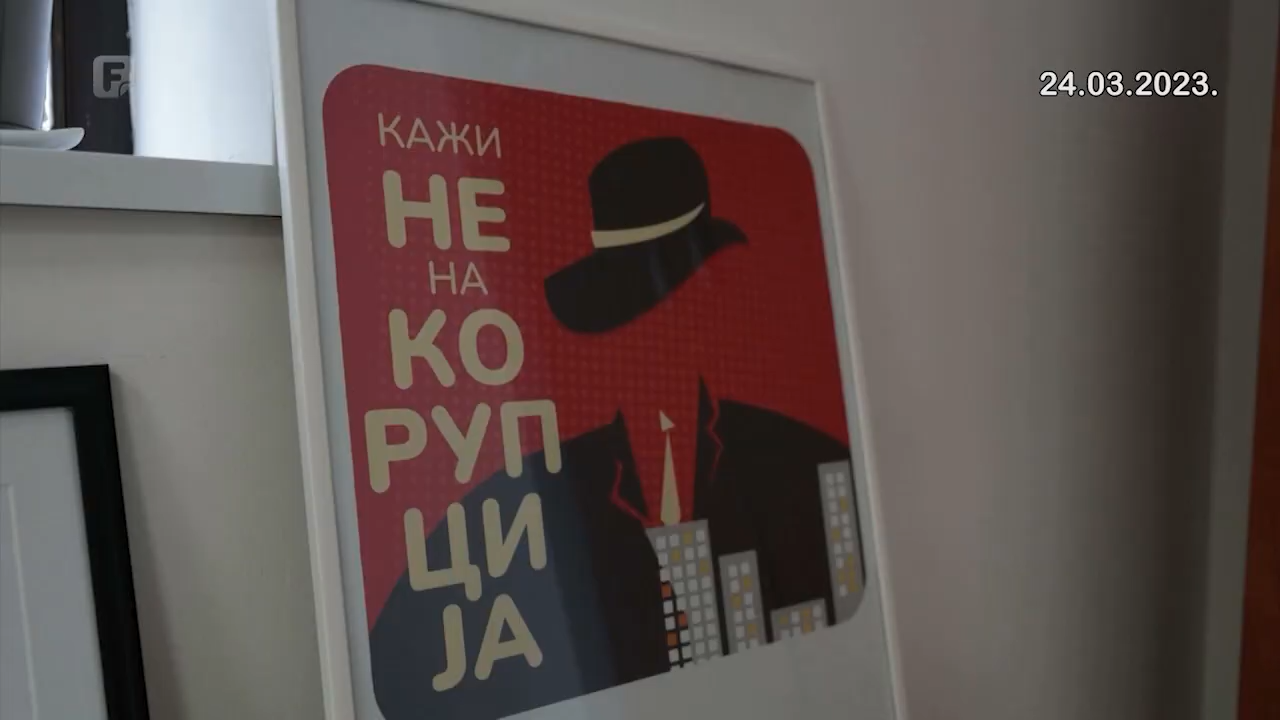 F
24.03.2023.
КАЖИ
НЕ
НА
КО
РУП
ЦИ
ЈА